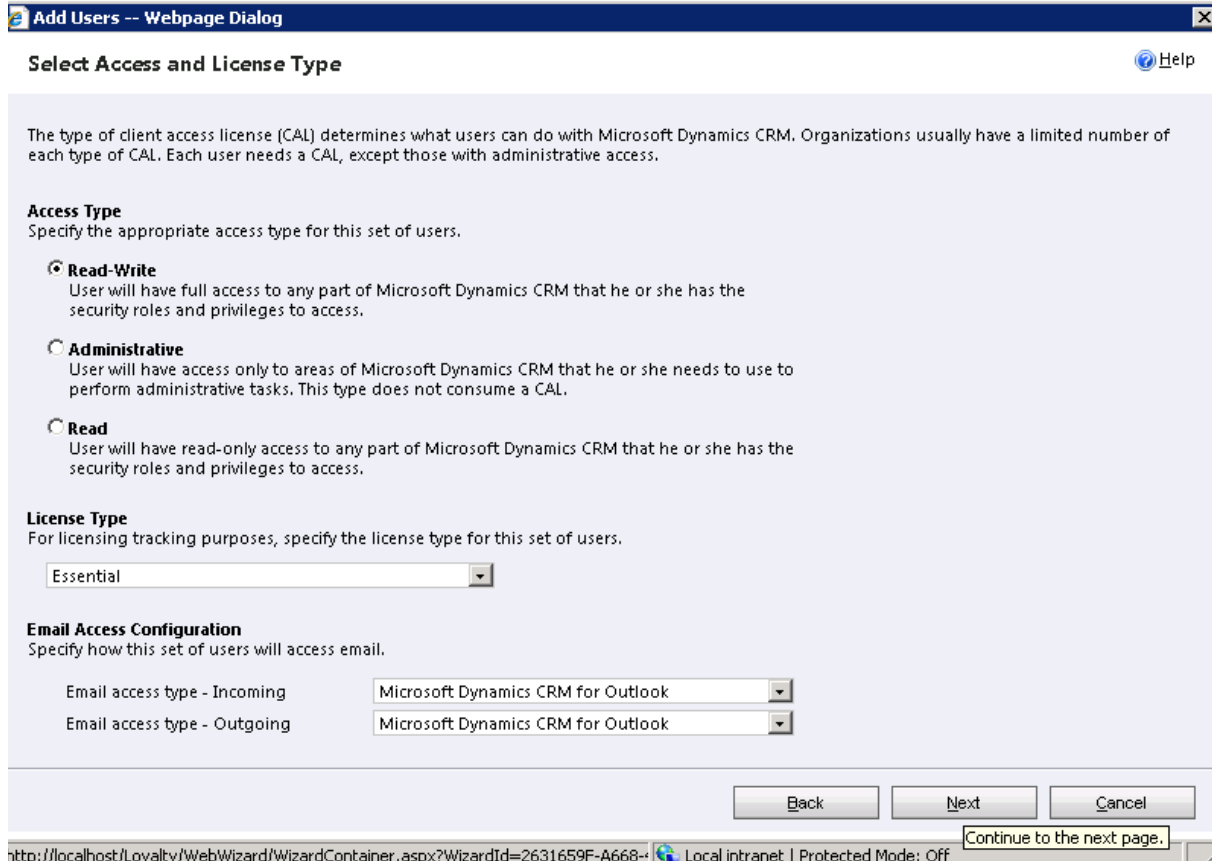 Add Users -- Webpage Dialog
Select Access and License Type
Help
The type of client access license (CAL) determines what users can do with Microsoft Dynamics CRM. Organizations usually have a limited number of
each type of CAL. Each user needs a CAL, except those with administrative access.
Access Type
Specify the appropriate access type for this set of users.
Read-Write
User will have full access to any part of Microsoft Dynamics CRM that he or she has the
security roles and privileges to access.
Administrative
User will have access only to areas of Microsoft Dynamics CRM that he or she needs to use to
perform administrative tasks. This type does not consume a CAL.
Read
User will have read-only access to any part of Microsoft Dynamics CRM that he or she has the
security roles and privileges to access.
License Type
For licensing tracking purposes, specify the license type for this set of users.
Essential
Email Access Configuration
Specify how this set of users will access email.
Email access type - Incoming Microsoft Dynamics CRM for Outlook
Email access type - Outgoing Microsoft Dynamics CRM for Outlook
Back Next Cancel
Continue to the next page.
http://localhost/Loyalty/WebWizard/WizardContainer.aspx?WizardId=2631659F-A668- Local intranet | Protected Mode: Off